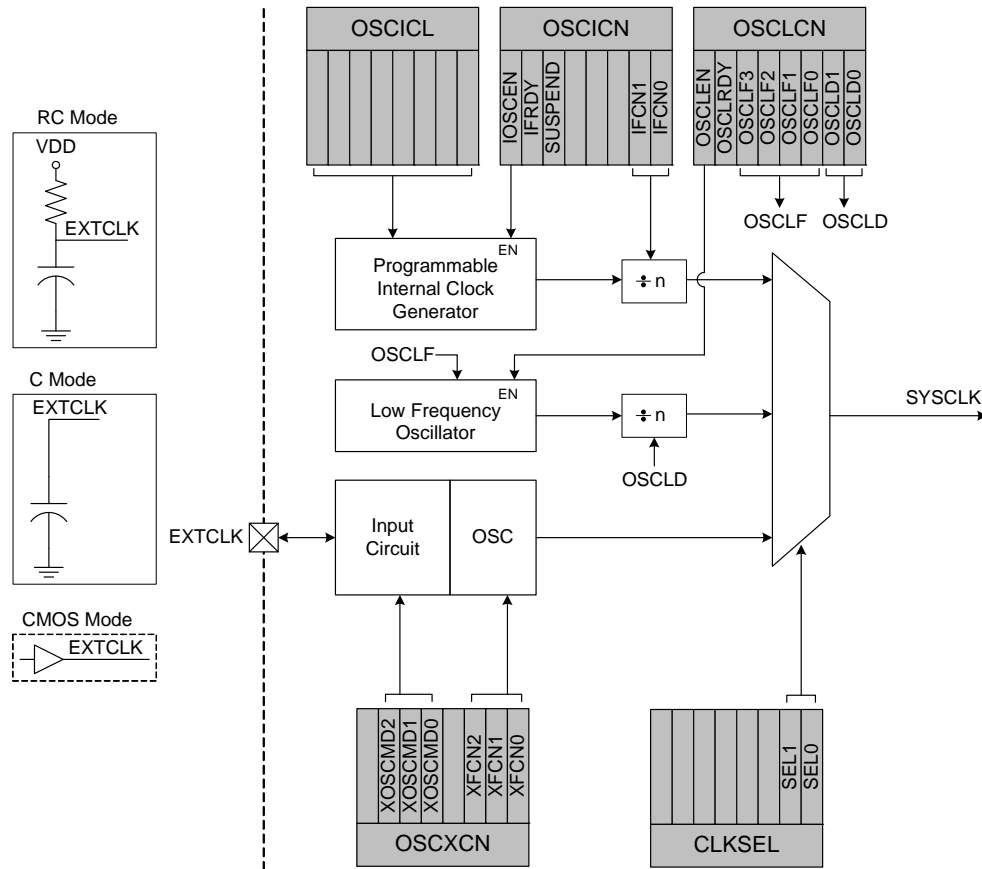 OSCICL
OSCICN
OSCLCN
IOSCEN
IFRDY
SUSPEND
IFCN1
IFCN0
OSCLEN
OSCLRDY
OSCLF3
OSCLF2
OSCLF1
OSCLF0
OSCLD1
OSCLD0
RC Mode
VDD
EXTCLK
OSCLF
OSCLD
EN
Programmable
Internal Clock
Generator
÷ n
OSCLF
C Mode
EXTCLK
EN
Low Frequency
Oscillator
÷ n
SYSCLK
OSCLD
EXTCLK
Input
Circuit
OSC
CMOS Mode
EXTCLK
XOSCMD2
XOSCMD1
XOSCMD0
XFCN2
XFCN1
XFCN0
SEL1
SEL0
OSCXCN
CLKSEL